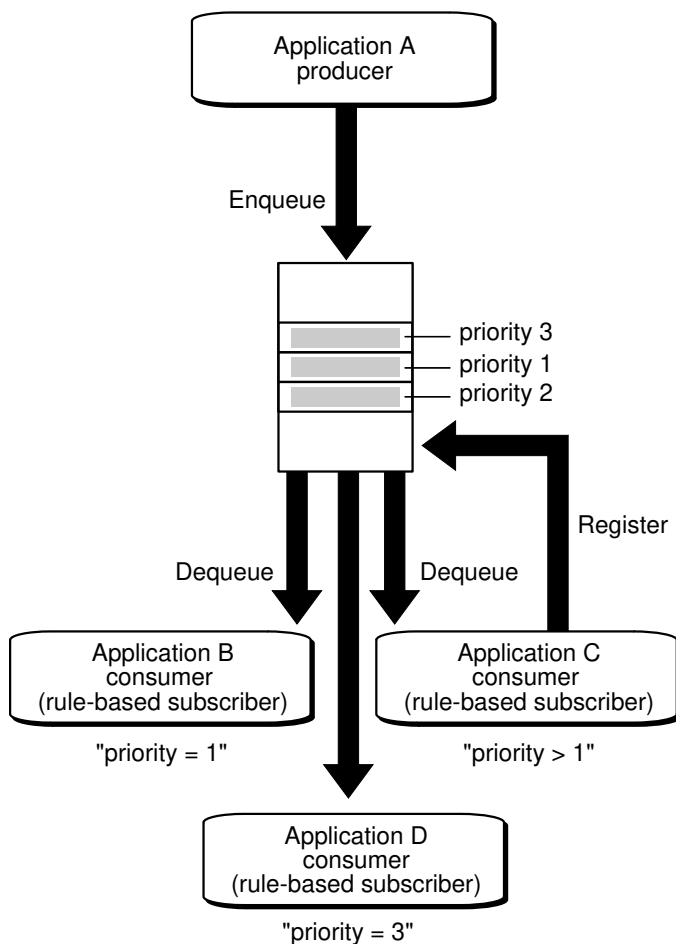 Application A
producer
Enqueue
priority 3
priority 1
priority 2
Register
Dequeue
Dequeue
Application B
consumer
(rule-based subscriber)
"priority = 1"
Application C
consumer
(rule-based subscriber)
"priority > 1"
Application D
consumer
(rule-based subscriber)
"priority = 3"